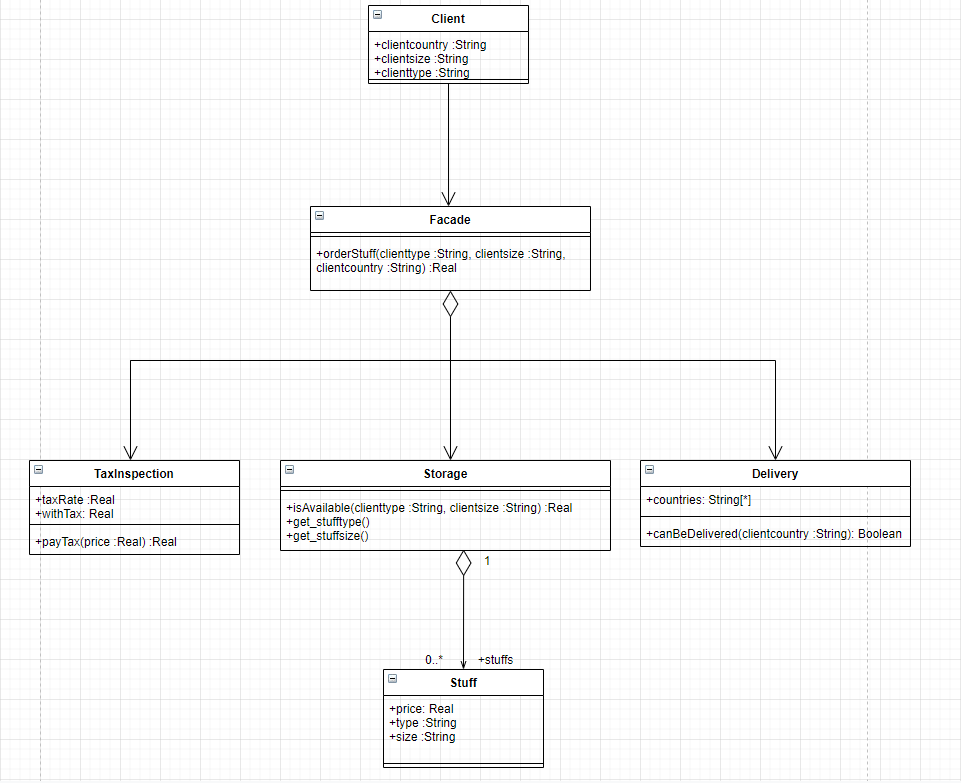 Client
+clientcountry :String
+clientsize :String
+clienttype :String
Facade
+orderStuff(clienttype :String, clientsize :String,
clientcountry :String) :Real
TaxInspection
+taxRate :Real
+withTax: Real
+payTax(price :Real) :Real
Storage
+isAvailable(clienttype :String, clientsize :String) :Real
+get_stufftype()
+get_stuffsize()
Delivery
+countries: String[*]
+canBeDelivered(clientcountry :String): Boolean
1
0..*
+stuffs
Stuff
+price: Real
+type :String
+size :String